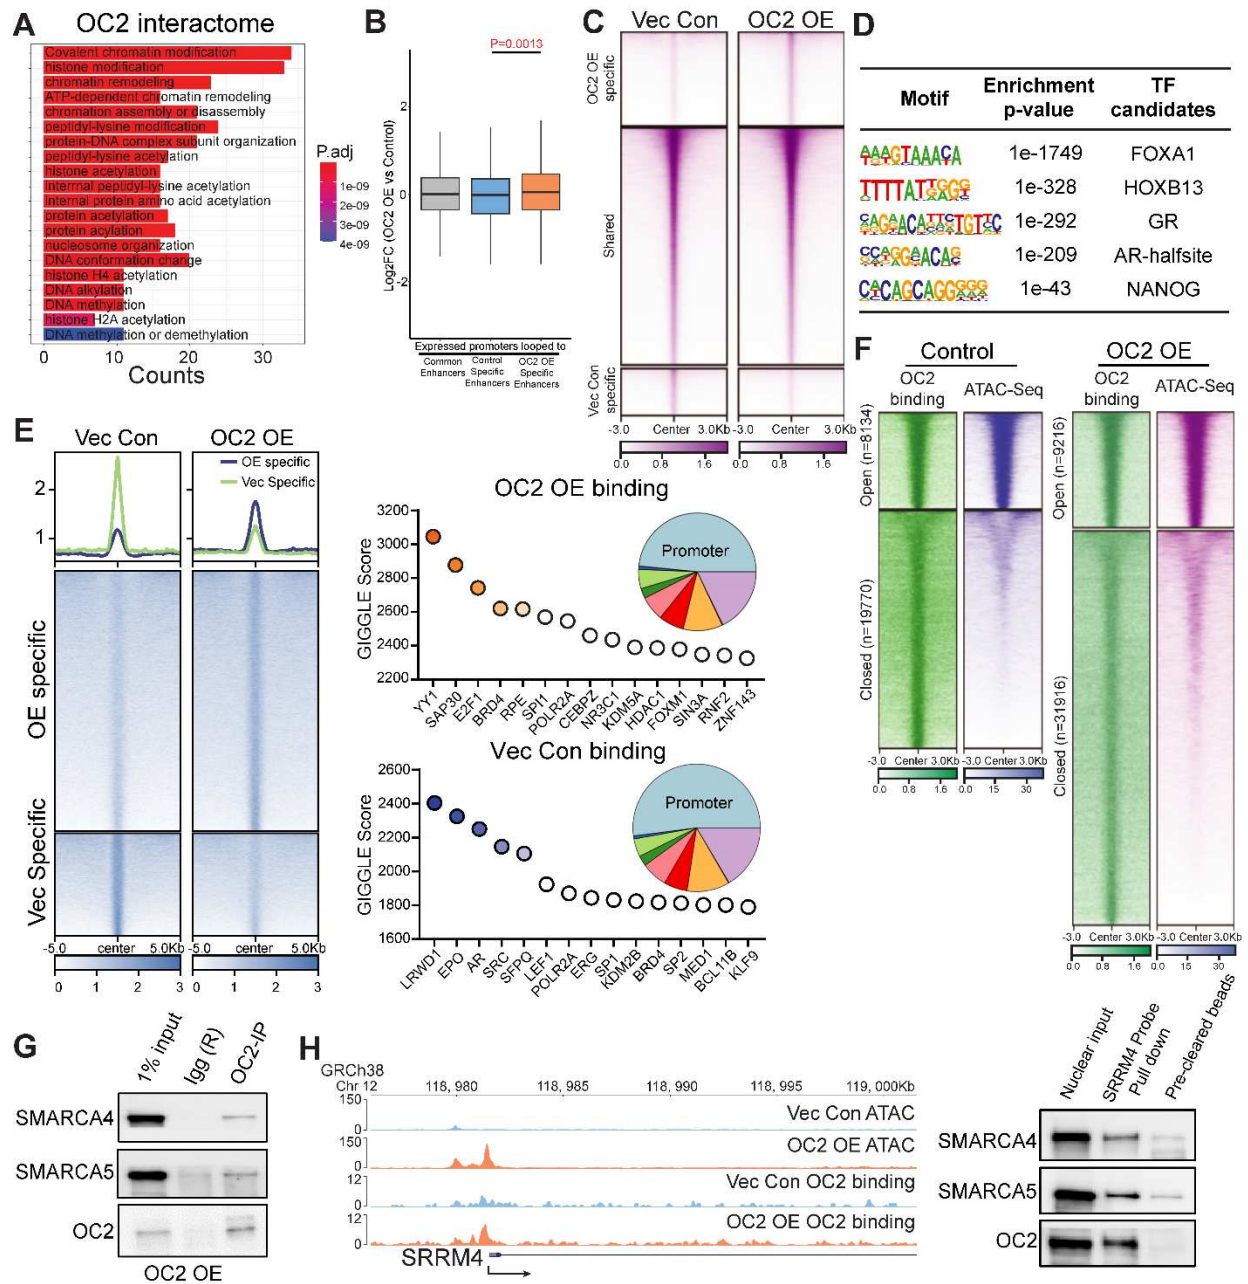 A
OC2 interactome
Covalent chromatin modification
histone modification
chromatin remodeling
ATP-dependent chromatin remodeling
chromation assembly or disassembly
peptidyl-lysine modification
protein-DNA complex subunit organization
peptidyl-lysine acetylation
histone acetylation
Interrnal peptidyl-lysine acetylation
Internal protein amino acid acetylation
protein acetylation
protein acylation
nucleosome organization
DNA conformation change
histone H4 acetylation
DNA alkylation
DNA methylation
histone H2A acetylation
DNA methylation or demethylation
0 10 20 30
Counts
P.adj
1e-09
2e-09
3e-09
4e-09
B
P=0.0013
Log2FC (OC2 OE vs Control)
2
0
-2
Expressed promoters looped to
Common Enhancers
Control Specific Enhancers
OC2 OE Specific Enhancers
C
Vec Con OC2 OE
OC2 OE specific
Shared
Vec Con specific
-3.0 Center 3.0Kb -3.0 Center 3.0Kb
0.0 0.8 1.6 0.0 0.8 1.6
D
Motif Enrichment p-value TF candidates
1e-1749 FOXA1
1e-328 HOXB13
1e-292 GR
1e-209 AR-halfsite
1e-43 NANOG
E
Vec Con OC2 OE
OE specific
Vec Specific
2
1
OE specific
Vec Specific
-5.0 center 5.0Kb -5.0 center 5.0Kb
0 1 2 3 0 1 2 3
OC2 OE binding
GIGGLE Score
3200
3000
2800
2600
2400
2200
Promoter
YY1 SAP30 E2F1 BRD4 RPE SPI1 POLR2A CEBPZ NR3C1 KDM5A HDAC1 FOXM1 SIN3A RNF2 ZNF143
Vec Con binding
GIGGLE Score
2600
2400
2200
2000
1800
1600
Promoter
LRWD1 EPO AR SRC SFPQ LEF1 POLR2A ERG SP1 KDM2B BRD4 SP2 MED1 BCL11B KLF9
F
Control OC2 OE
OC2 binding ATAC-Seq OC2 binding ATAC-Seq
Open (n=8134)
Closed (n=19770)
Open (n=9216)
Closed (n=31916)
-3.0 Center 3.0Kb -3.0 Center 3.0Kb
0.0 0.8 1.6 0 15 30
-3.0 Center 3.0Kb -3.0 Center 3.0Kb
0.0 0.9 1.8 0 15 30
G
1% input Igg (R) OC2-IP
SMARCA4
SMARCA5
OC2
OC2 OE
H
GRCh38
Chr 12 118,980 118,985 118,990 118,995 119,000Kb
150
0
Vec Con ATAC
150
0
OC2 OE ATAC
12
0
Vec Con OC2 binding
12
0
OC2 OE OC2 binding
SRRM4
Nuclear input
SRRM4 Probe Pull down
Pre-cleared beads
SMARCA4
SMARCA5
OC2